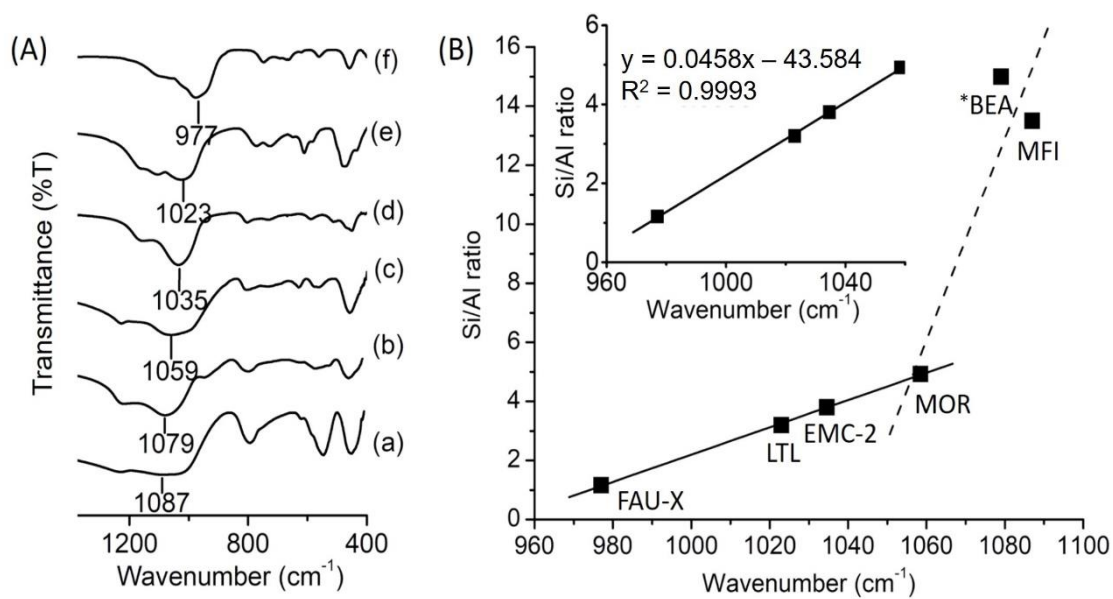 (A)
(f)
977
(e)
1023
(d)
1035
(c)
1059
(b)
1079
(a)
1087
Transmittance (%T)
1200 800 400
Wavenumber (cm⁻¹)
(B)
16
14
12
10
8
6
4
2
0
Si/Al ratio
960 980 1000 1020 1040 1060 1080 1100
Wavenumber (cm⁻¹)
FAU-X
LTL
EMC-2
MOR
*BEA
MFI
y = 0.0458x – 43.584
R² = 0.9993
6
4
2
0
Si/Al ratio
960 1000 1040
Wavenumber (cm⁻¹)